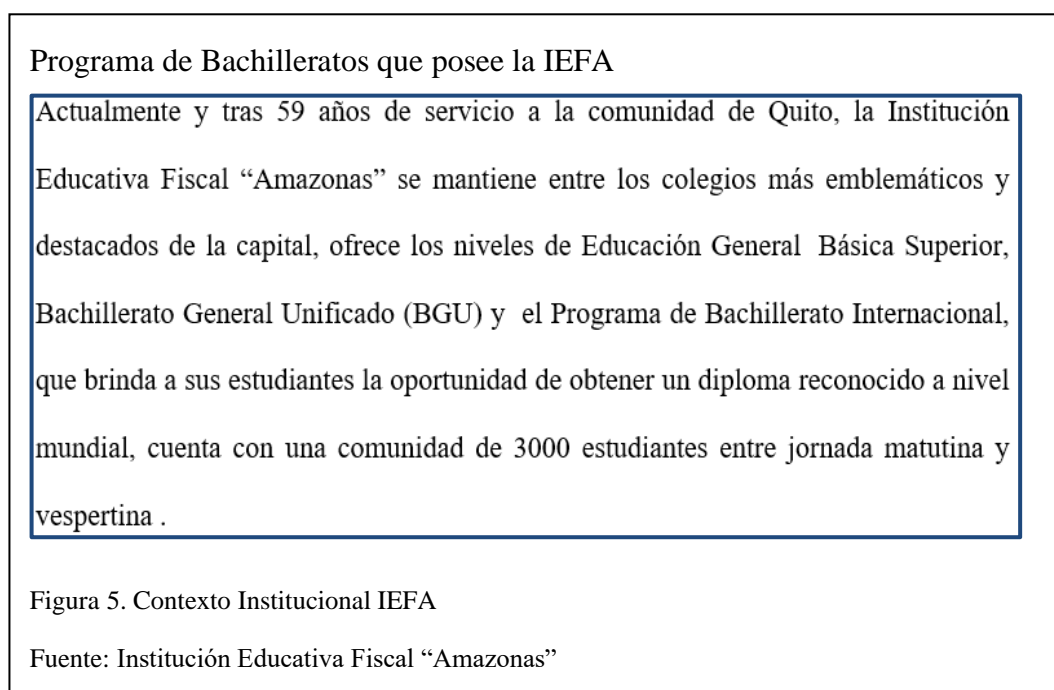 Programa de Bachilleratos que posee la IEFA
Actualmente y tras 59 años de servicio a la comunidad de Quito, la Institución
Educativa Fiscal “Amazonas” se mantiene entre los colegios más emblemáticos y
destacados de la capital, ofrece los niveles de Educación General Básica Superior,
Bachillerato General Unificado (BGU) y el Programa de Bachillerato Internacional,
que brinda a sus estudiantes la oportunidad de obtener un diploma reconocido a nivel
mundial, cuenta con una comunidad de 3000 estudiantes entre jornada matutina y
vespertina .
Figura 5. Contexto Institucional IEFA
Fuente: Institución Educativa Fiscal “Amazonas”